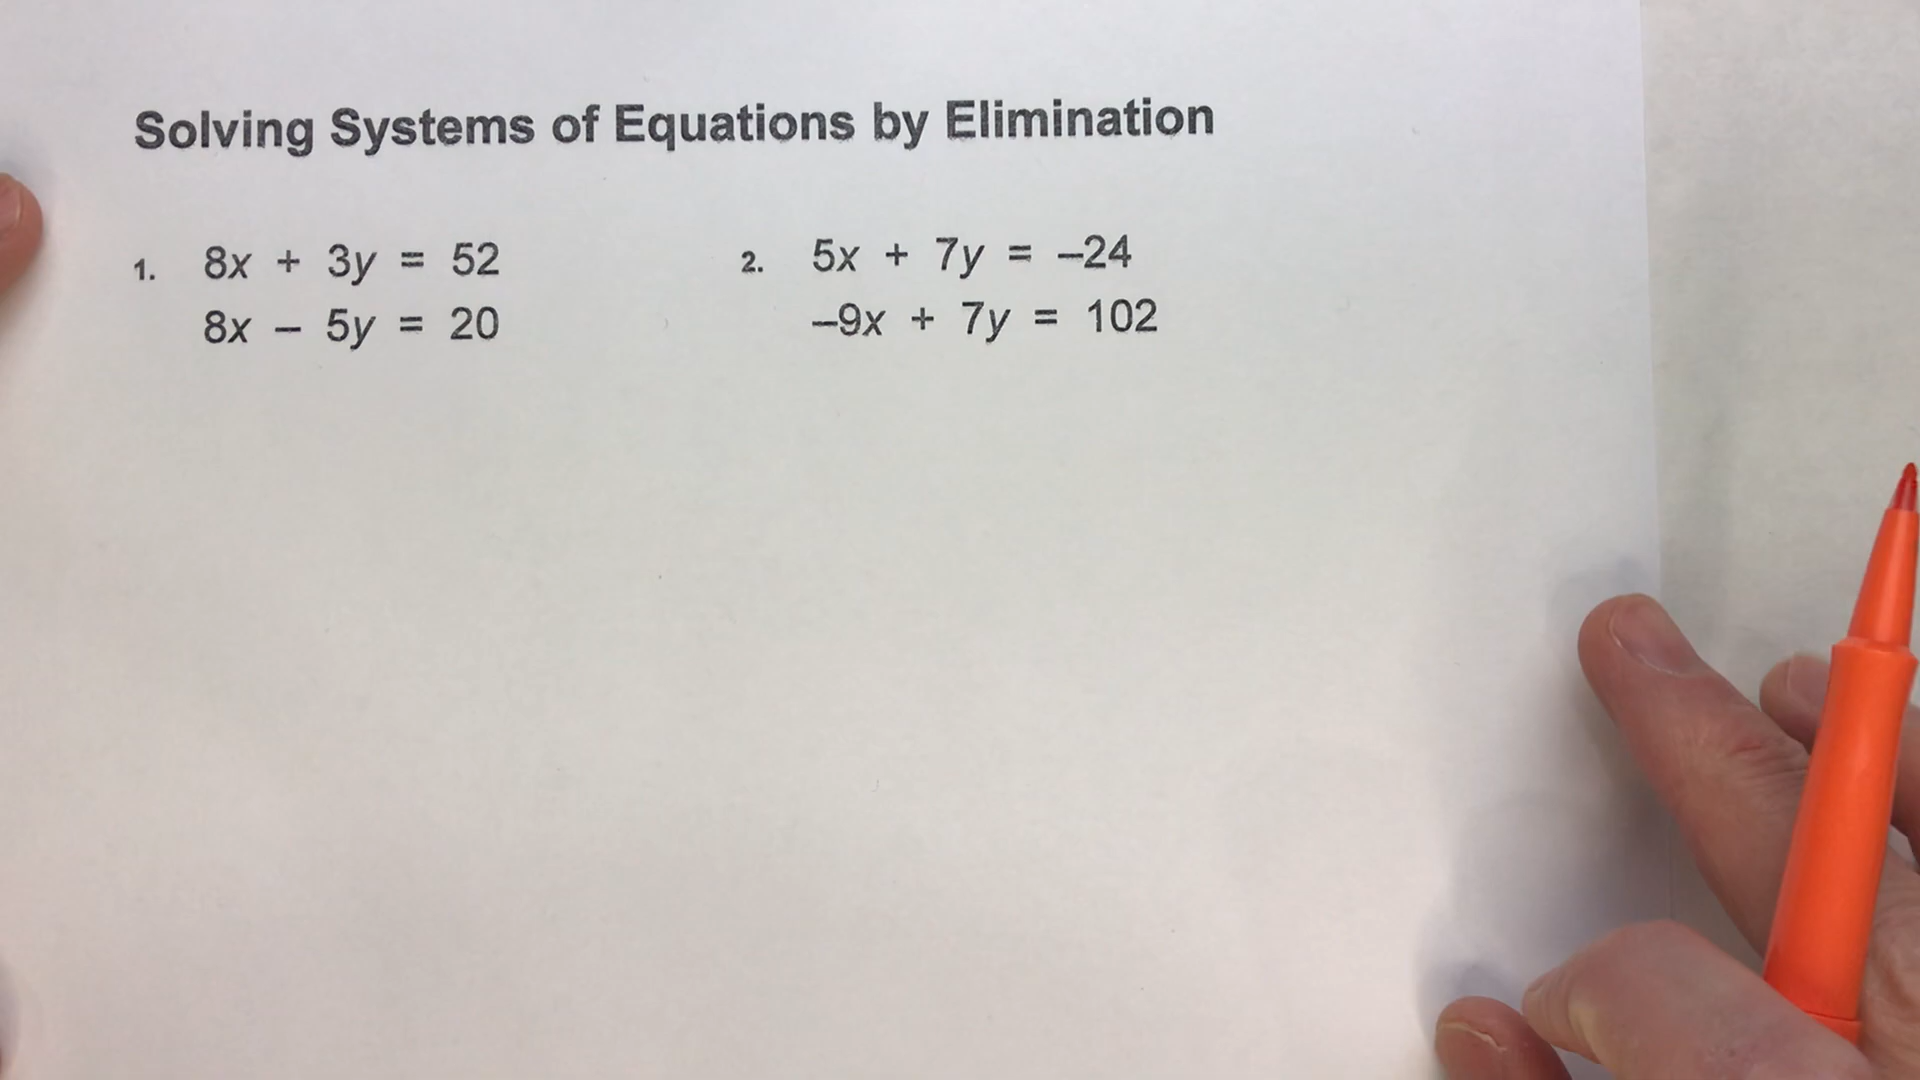 Solving Systems of Equations by Elimination
1. 8x + 3y = 52
8x – 5y = 20
2. 5x + 7y = –24
–9x + 7y = 102